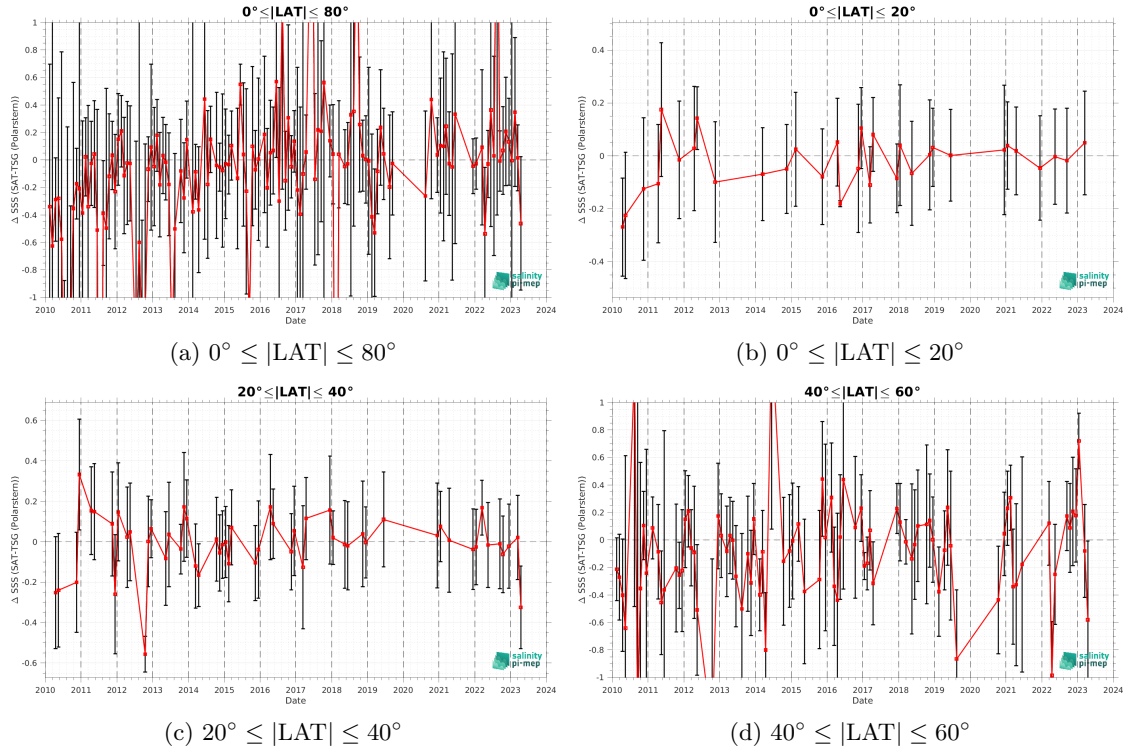 0°≤|LAT|≤ 80°
Δ SSS (SAT-TSG (Polarstern))
1
0.8
0.6
0.4
0.2
0
-0.2
-0.4
-0.6
-0.8
-1
2010 2011 2012 2013 2014 2015 2016 2017 2018 2019 2020 2021 2022 2023 2024
Date
salinity
pi-mep
(a) 0° ≤ |LAT| ≤ 80°
0°≤|LAT|≤ 20°
Δ SSS (SAT-TSG (Polarstern))
0.4
0.2
0
-0.2
-0.4
2010 2011 2012 2013 2014 2015 2016 2017 2018 2019 2020 2021 2022 2023 2024
Date
salinity
pi-mep
(b) 0° ≤ |LAT| ≤ 20°
20°≤|LAT|≤ 40°
Δ SSS (SAT-TSG (Polarstern))
0.6
0.4
0.2
0
-0.2
-0.4
-0.6
2010 2011 2012 2013 2014 2015 2016 2017 2018 2019 2020 2021 2022 2023 2024
Date
salinity
pi-mep
(c) 20° ≤ |LAT| ≤ 40°
40°≤|LAT|≤ 60°
Δ SSS (SAT-TSG (Polarstern))
1
0.8
0.6
0.4
0.2
0
-0.2
-0.4
-0.6
-0.8
-1
2010 2011 2012 2013 2014 2015 2016 2017 2018 2019 2020 2021 2022 2023 2024
Date
salinity
pi-mep
(d) 40° ≤ |LAT| ≤ 60°